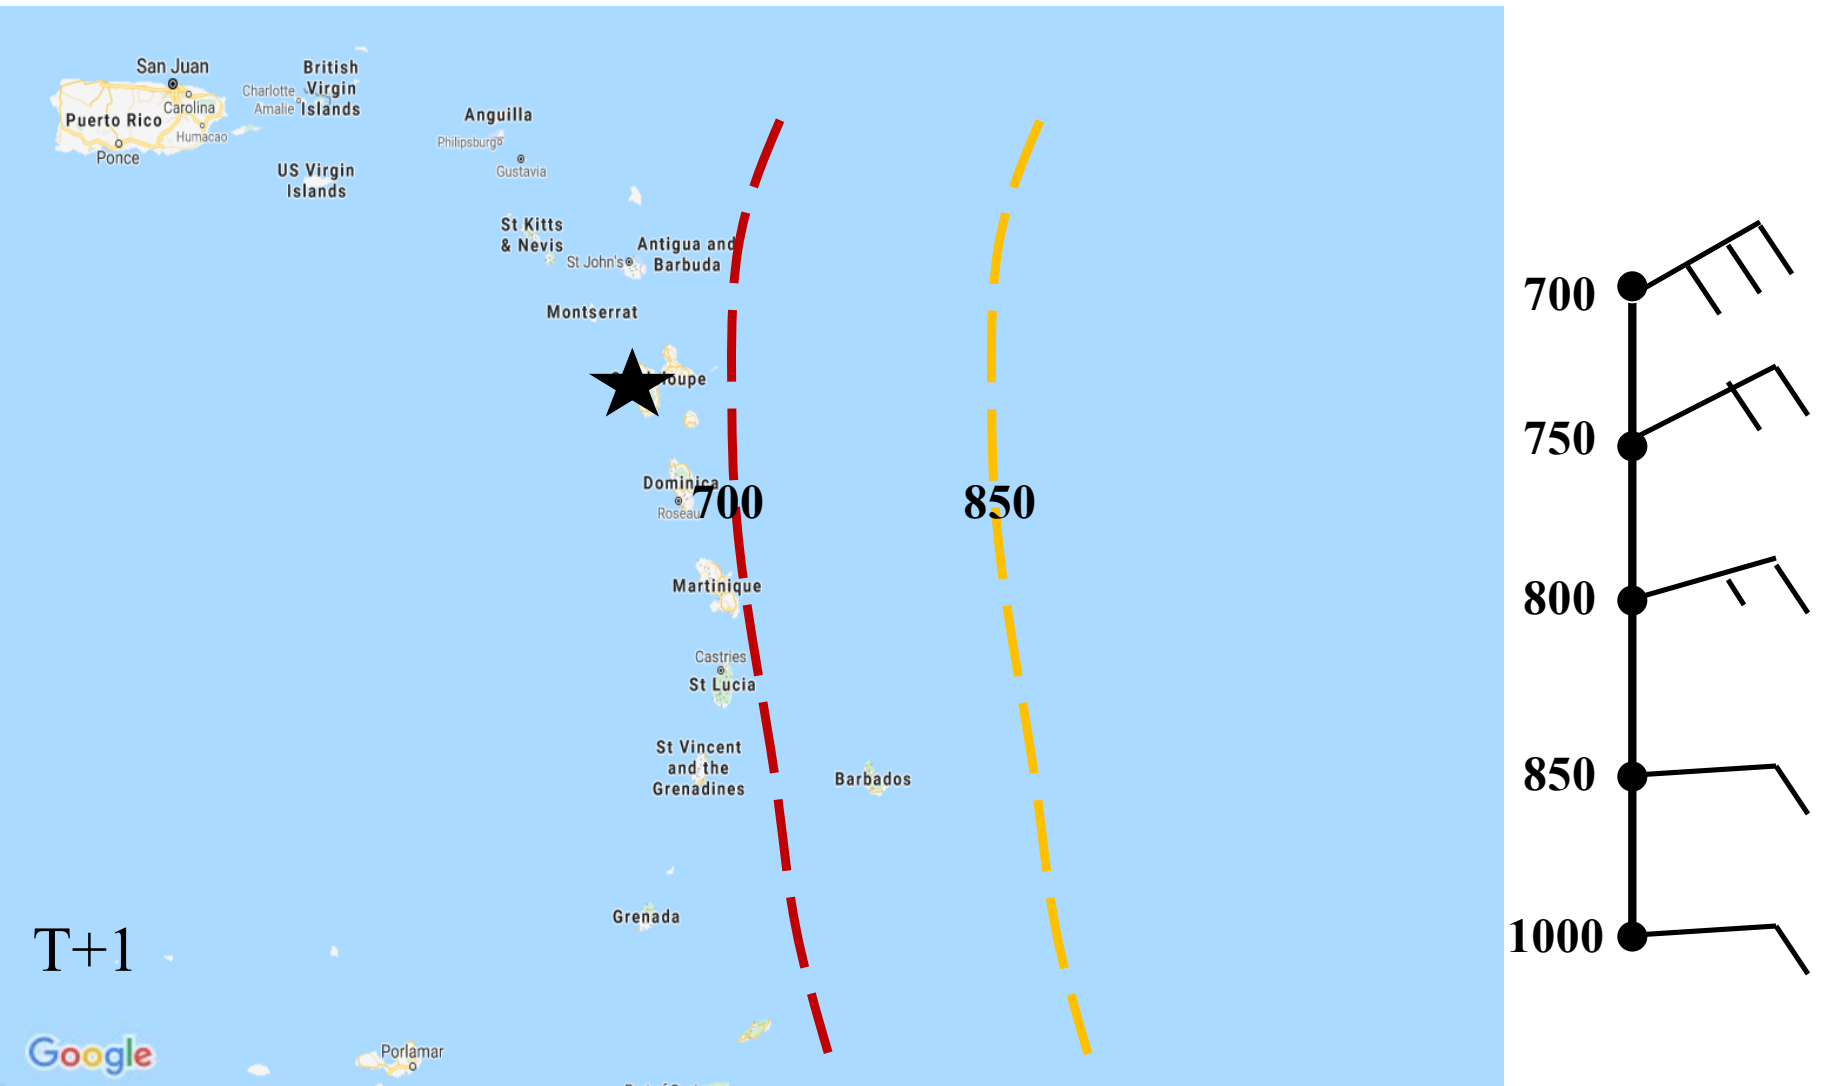 San Juan
Carolina
Puerto Rico
Humacao
Ponce
British
Virgin
Islands
Charlotte
Amalie
US Virgin
Islands
Anguilla
Philipsburg
Gustavia
St Kitts
& Nevis
Antigua and
Barbuda
St John's
Montserrat
Dominica
Roseau
700
850
Martinique
Castries
St Lucia
St Vincent
and the
Grenadines
Barbados
Grenada
T+1
Google
Porlamar
700
750
800
850
1000